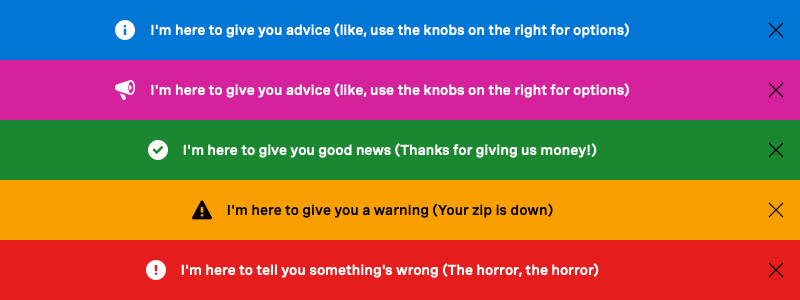 I'm here to give you advice (like, use the knobs on the right for options)
I'm here to give you advice (like, use the knobs on the right for options)
I'm here to give you good news (Thanks for giving us money!)
I'm here to give you a warning (Your zip is down)
I'm here to tell you something's wrong (The horror, the horror)